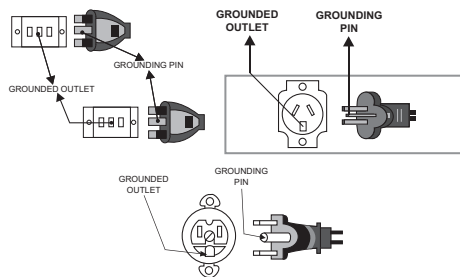 GROUNDING PIN
GROUNDED OUTLET
GROUNDED
OUTLET
GROUNDING
PIN
GROUNDED
OUTLET
GROUNDING
PIN